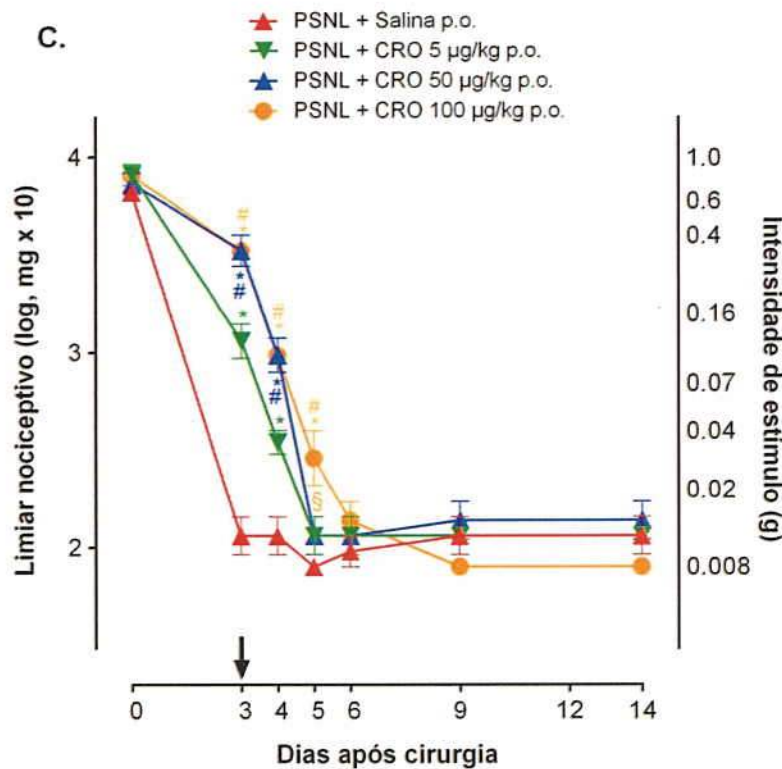 C.
PSNL + Salina p.o.
PSNL + CRO 5 µg/kg p.o.
PSNL + CRO 50 µg/kg p.o.
PSNL + CRO 100 µg/kg p.o.
Limiar nociceptivo (log, mg x 10)
4
3
2
1.0
0.6
0.4
0.16
0.07
0.04
0.02
0.008
Intensidade de estímulo (g)
#
*
*
#
*
#
*
*
#
*
#
*
§
0 3 4 5 6 9 12 14
Dias após cirurgia